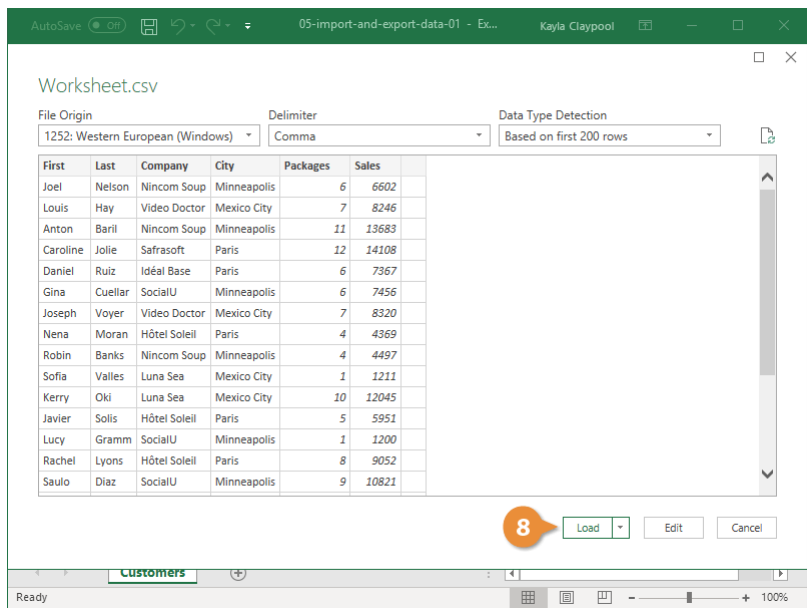 AutoSave Off 05-import-and-export-data-01 - Ex... Kayla Claypool
Worksheet.csv
File Origin Delimiter Data Type Detection
1252: Western European (Windows) Comma Based on first 200 rows
First Last Company City Packages Sales
Joel Nelson Nincom Soup Minneapolis 6 6602
Louis Hay Video Doctor Mexico City 7 8246
Anton Baril Nincom Soup Minneapolis 11 13683
Caroline Jolie Safrasoft Paris 12 14108
Daniel Ruiz Idéal Base Paris 6 7367
Gina Cuellar SocialU Minneapolis 6 7456
Joseph Voyer Video Doctor Mexico City 7 8320
Nena Moran Hôtel Soleil Paris 4 4369
Robin Banks Nincom Soup Minneapolis 4 4497
Sofia Valles Luna Sea Mexico City 1 1211
Kerry Oki Luna Sea Mexico City 10 12045
Javier Solis Hôtel Soleil Paris 5 5951
Lucy Gramm SocialU Minneapolis 1 1200
Rachel Lyons Hôtel Soleil Paris 8 9052
Saulo Diaz SocialU Minneapolis 9 10821
8 Load Edit Cancel
Customers
Ready 100%